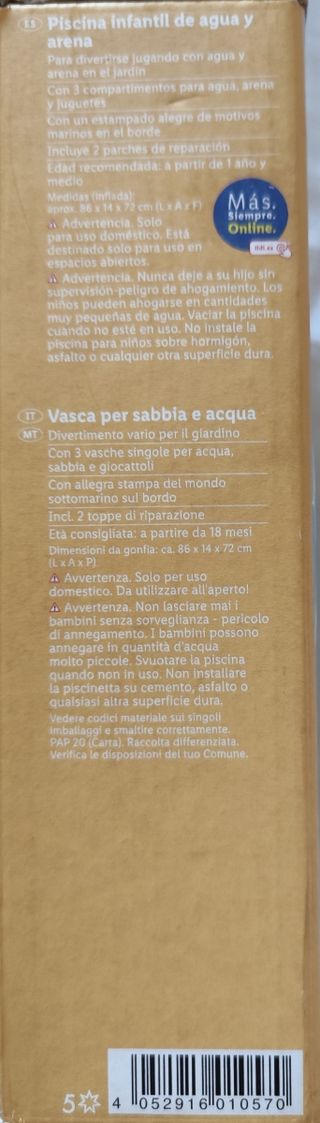 ES Piscina infantil de agua y
arena
Para divertirse jugando con agua y
arena en el jardín
Con 3 compartimentos para agua, arena
y juguetes
Con un estampado alegre de motivos
marinos en el borde
Incluye 2 parches de reparación
Edad recomendada: a partir de 1 año y
medio
Medidas (inflada):
aprox. 86 x 14 x 72 cm (L x A x F)
Advertencia. Solo
para uso doméstico. Está
destinado solo para uso en
espacios abiertos.
Más.
Siempre.
Online.
lidl.es
Advertencia. Nunca deje a su hijo sin
supervisión-peligro de ahogamiento. Los
niños pueden ahogarse en cantidades
muy pequeñas de agua. Vaciar la piscina
cuando no esté en uso. No instale la
piscina para niños sobre hormigón,
asfalto o cualquier otra superficie dura.
IT Vasca per sabbia e acqua
MT Divertimento vario per il giardino
Con 3 vasche singole per acqua,
sabbia e giocattoli
Con allegra stampa del mondo
sottomarino sul bordo
Incl. 2 toppe di riparazione
Età consigliata: a partire da 18 mesi
Dimensioni da gonfia: ca. 86 x 14 x 72 cm
(L x A x P)
Avvertenza. Solo per uso
domestico. Da utilizzare all'aperto!
Avvertenza. Non lasciare mai i
bambini senza sorveglianza - pericolo
di annegamento. I bambini possono
annegare in quantità d'acqua
molto piccole. Svuotare la piscina
quando non in uso. Non installare
la piscinetta su cemento, asfalto o
qualsiasi altra superficie dura.
Vedere codici materiale sui singoli
imballaggi e smaltire correttamente.
PAP 20 (Carta). Raccolta differenziata.
Verifica le disposizioni del tuo Comune.
5
4 052916 010570